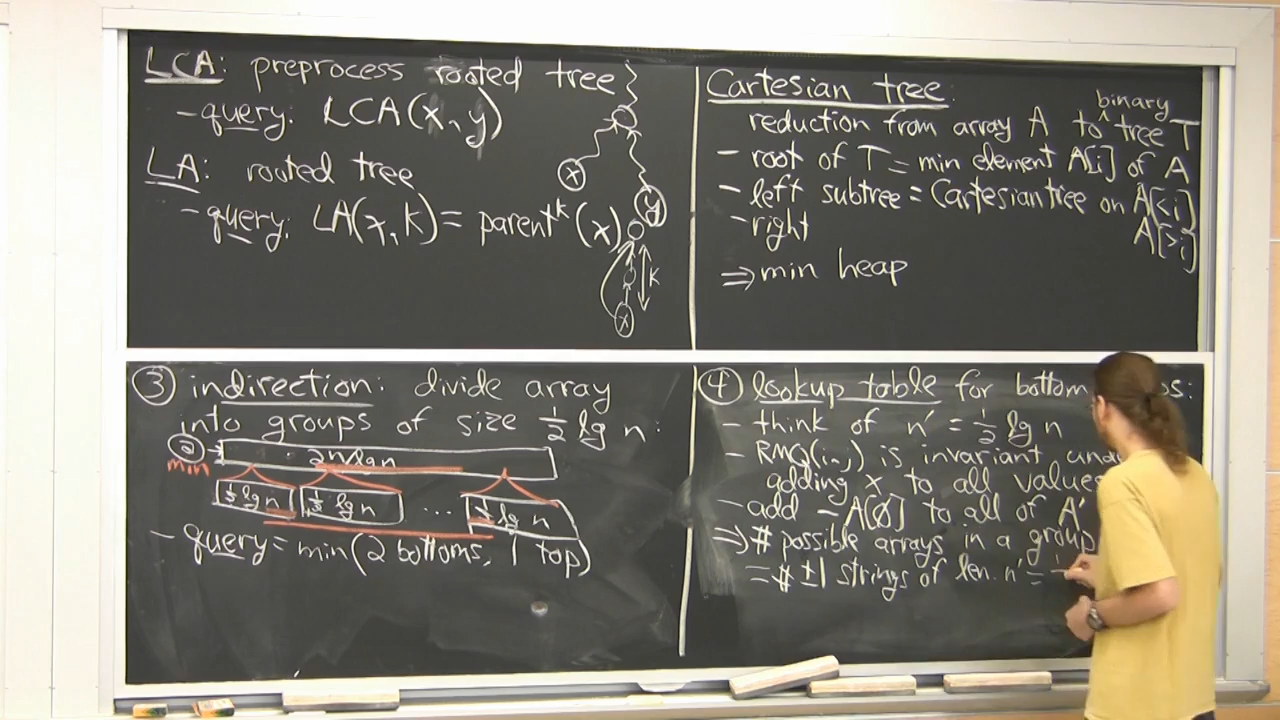 LCA: preprocess rooted tree
- query: LCA(x,y)
x
y
LA: rooted tree
- query: LA(x,k) = parentᵏ(x)
k
x
Cartesian tree:
binary
reduction from array A to ^ tree T
- root of T = min element A[i] of A
- left subtree = Cartesian tree on A[<i]
- right A[>i]
⇒ min heap
③ indirection: divide array
into groups of size ½ lg n:
② → 2n/lg n
min
½ lg n ½ lg n ... ½ lg n
- query = min(2 bottoms, 1 top)
④ lookup table for bottom
- think of n' = ½ lg n
- RMQ(i,j) is invariant
adding x to all values
- add -A[∅] to all of A'
⇒ # possible arrays in a group
= # ±1 strings of len. n' =